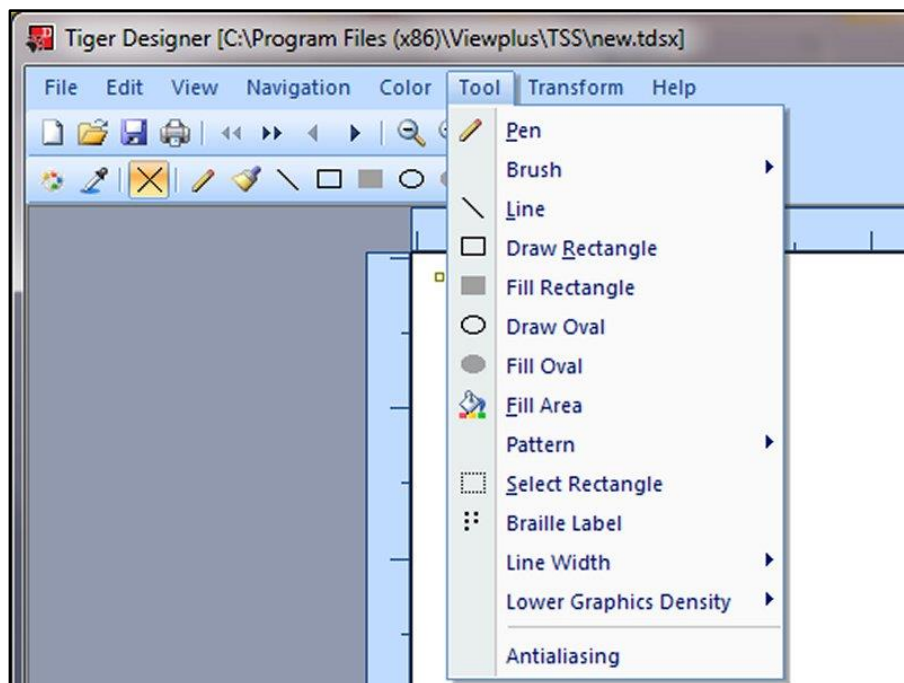 Tiger Designer [C:\Program Files (x86)\Viewplus\TSS\new.tdsx]
File Edit View Navigation Color Tool Transform Help
Pen
Brush
Line
Draw Rectangle
Fill Rectangle
Draw Oval
Fill Oval
Fill Area
Pattern
Select Rectangle
Braille Label
Line Width
Lower Graphics Density
Antialiasing